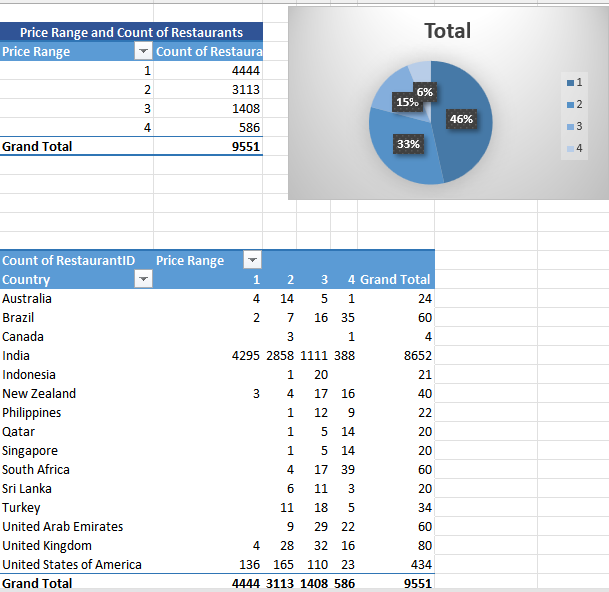 Price Range and Count of Restaurants
Price Range Count of Restaura
1 4444
2 3113
3 1408
4 586
Grand Total 9551
Total
46%
33%
15%
6%
1
2
3
4
Count of RestaurantID Price Range
Country 1 2 3 4 Grand Total
Australia 4 14 5 1 24
Brazil 2 7 16 35 60
Canada 3 1 4
India 4295 2858 1111 388 8652
Indonesia 1 20 21
New Zealand 3 4 17 16 40
Philippines 1 12 9 22
Qatar 1 5 14 20
Singapore 1 5 14 20
South Africa 4 17 39 60
Sri Lanka 6 11 3 20
Turkey 11 18 5 34
United Arab Emirates 9 29 22 60
United Kingdom 4 28 32 16 80
United States of America 136 165 110 23 434
Grand Total 4444 3113 1408 586 9551